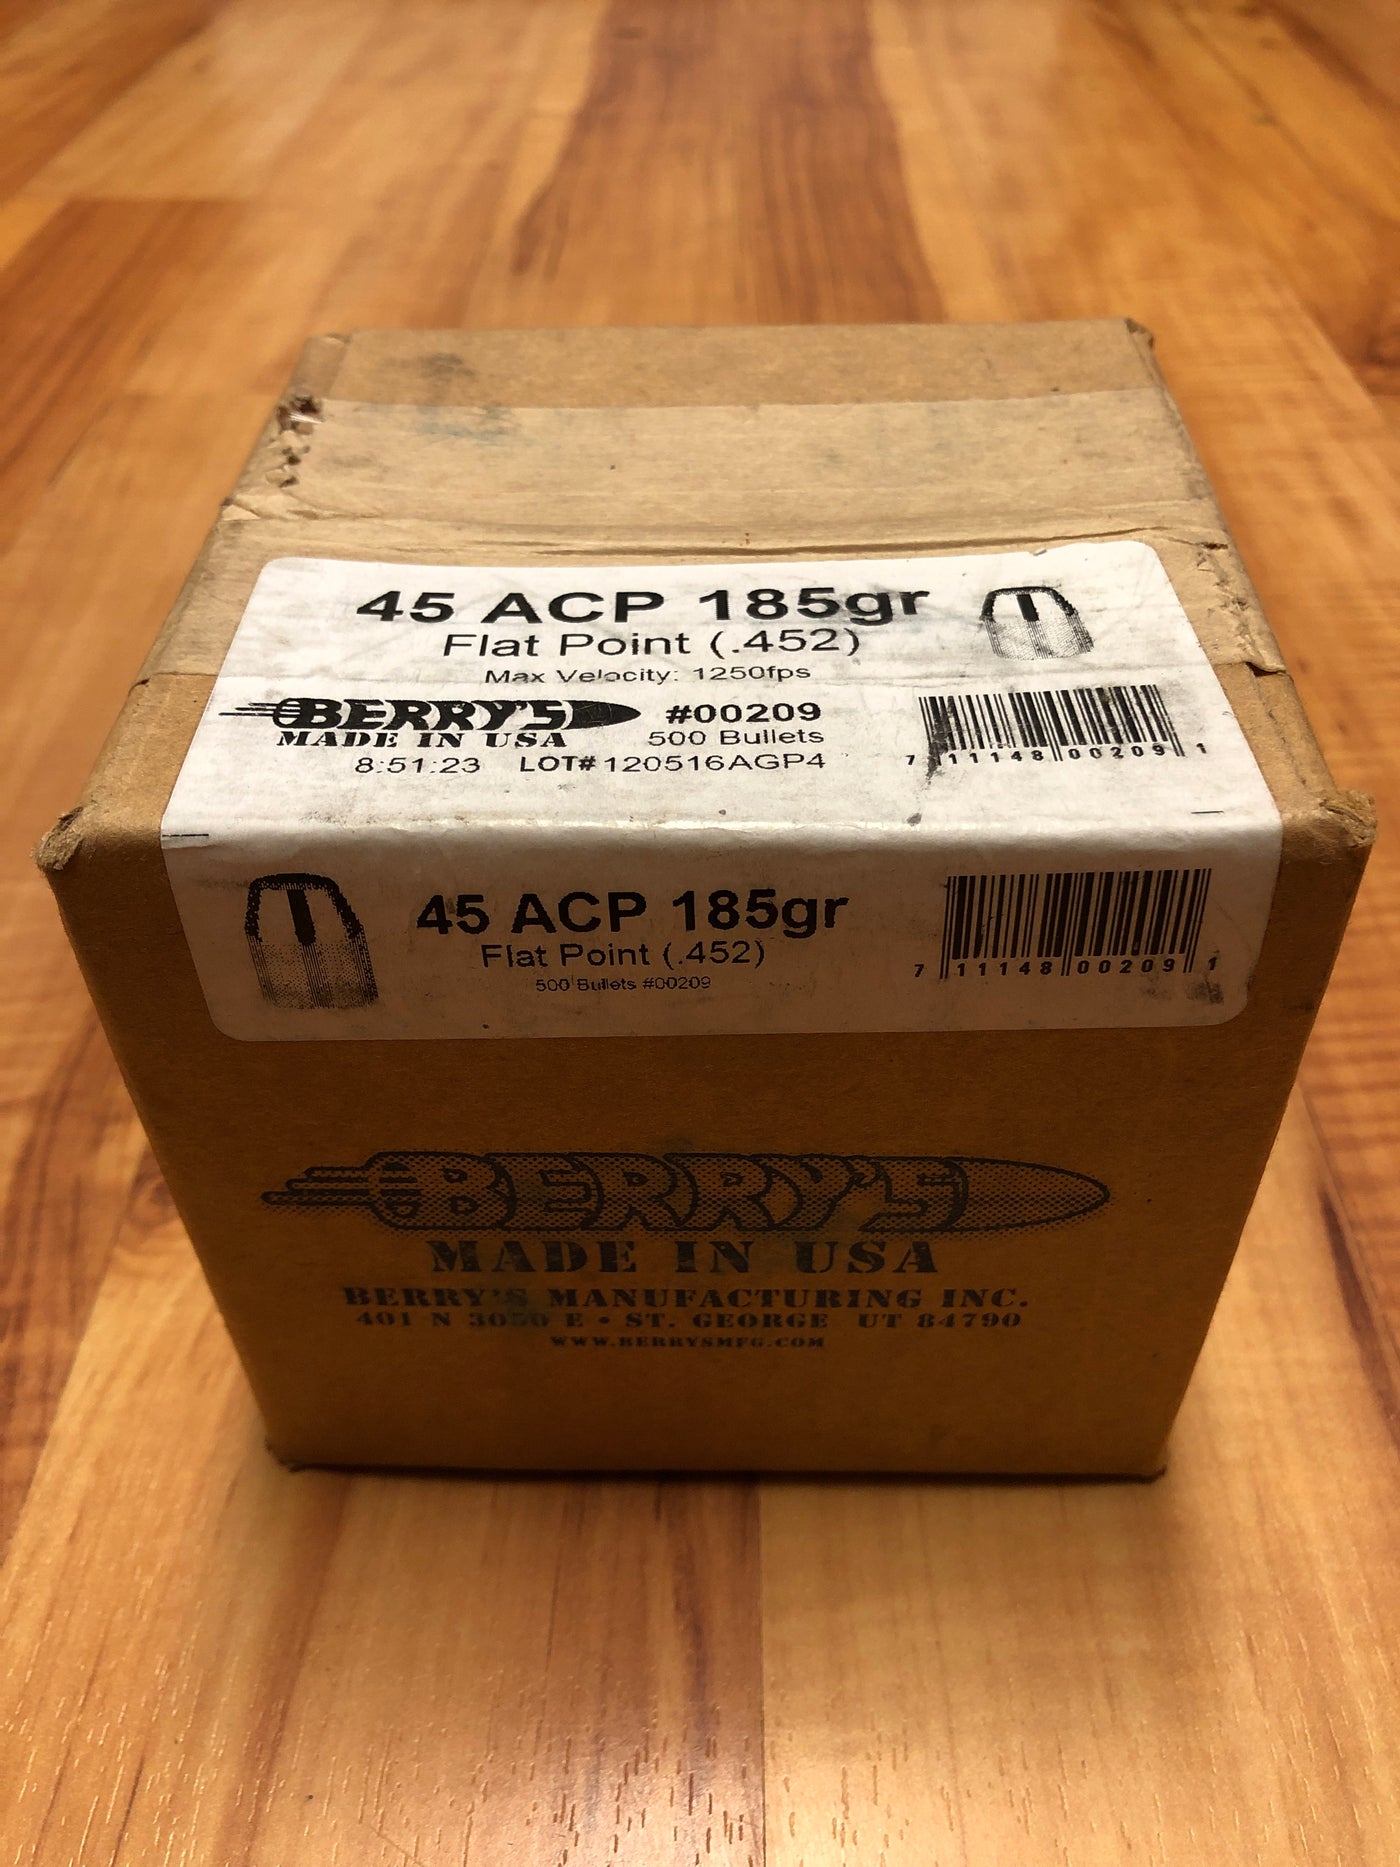 45 ACP 185gr
Flat Point (.452)
Max Velocity: 1250fps
BERRY'S #00209
MADE IN USA 500 Bullets
8:51:23 LOT# 120516AGP4
7 11148 00209 1
45 ACP 185gr
Flat Point (.452)
500 Bullets #00209
7 11148 00209 1
BERRY'S
MADE IN USA
BERRY'S MANUFACTURING INC.
401 N 3050 E • ST. GEORGE UT 84790
WWW.BERRYSMFG.COM